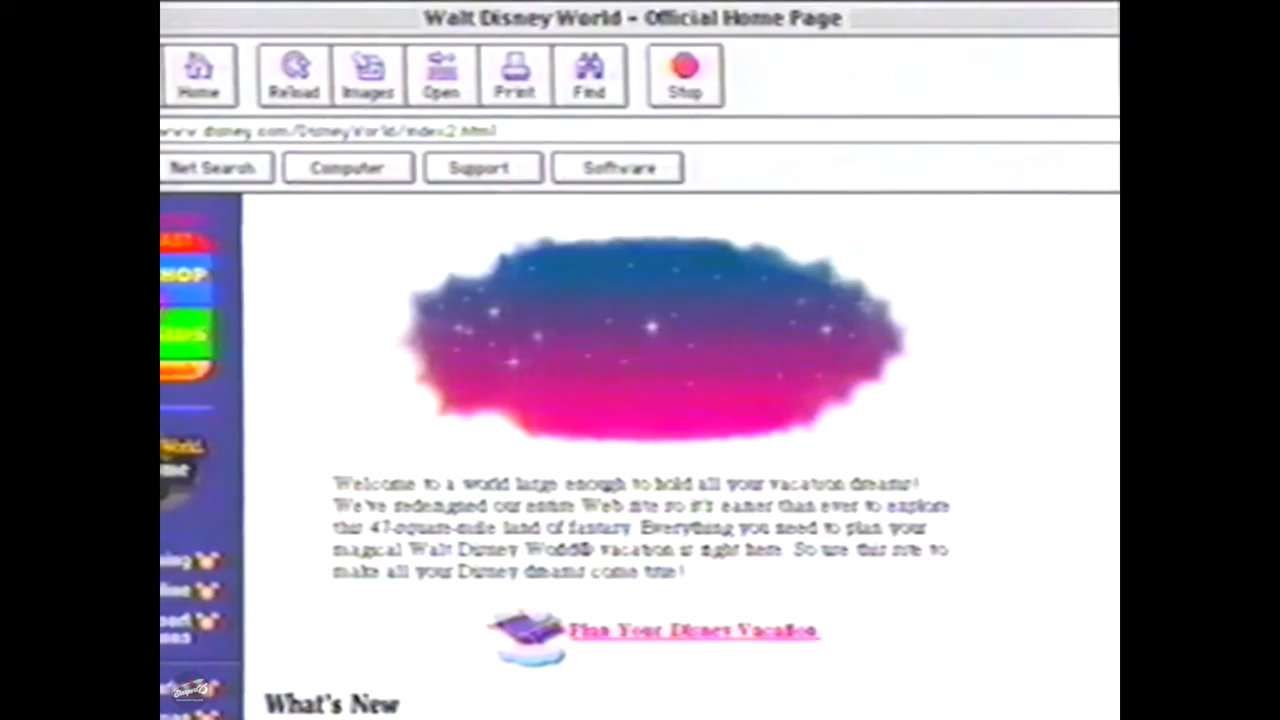 Walt Disney World - Official Home Page
Home
Reload
Images
Open
Print
Find
Stop
www.disney.com/DisneyWorld/index2.html
Net Search
Computer
Support
Software
Welcome to a world large enough to hold all your vacation dreams!
We've redesigned our entire Web site so it's easier than ever to explore
this 47-square-mile land of fantasy. Everything you need to plan your
magical Walt Disney World® vacation is right here. So use this site to
make all your Disney dreams come true!
Plan Your Disney Vacation
What's New